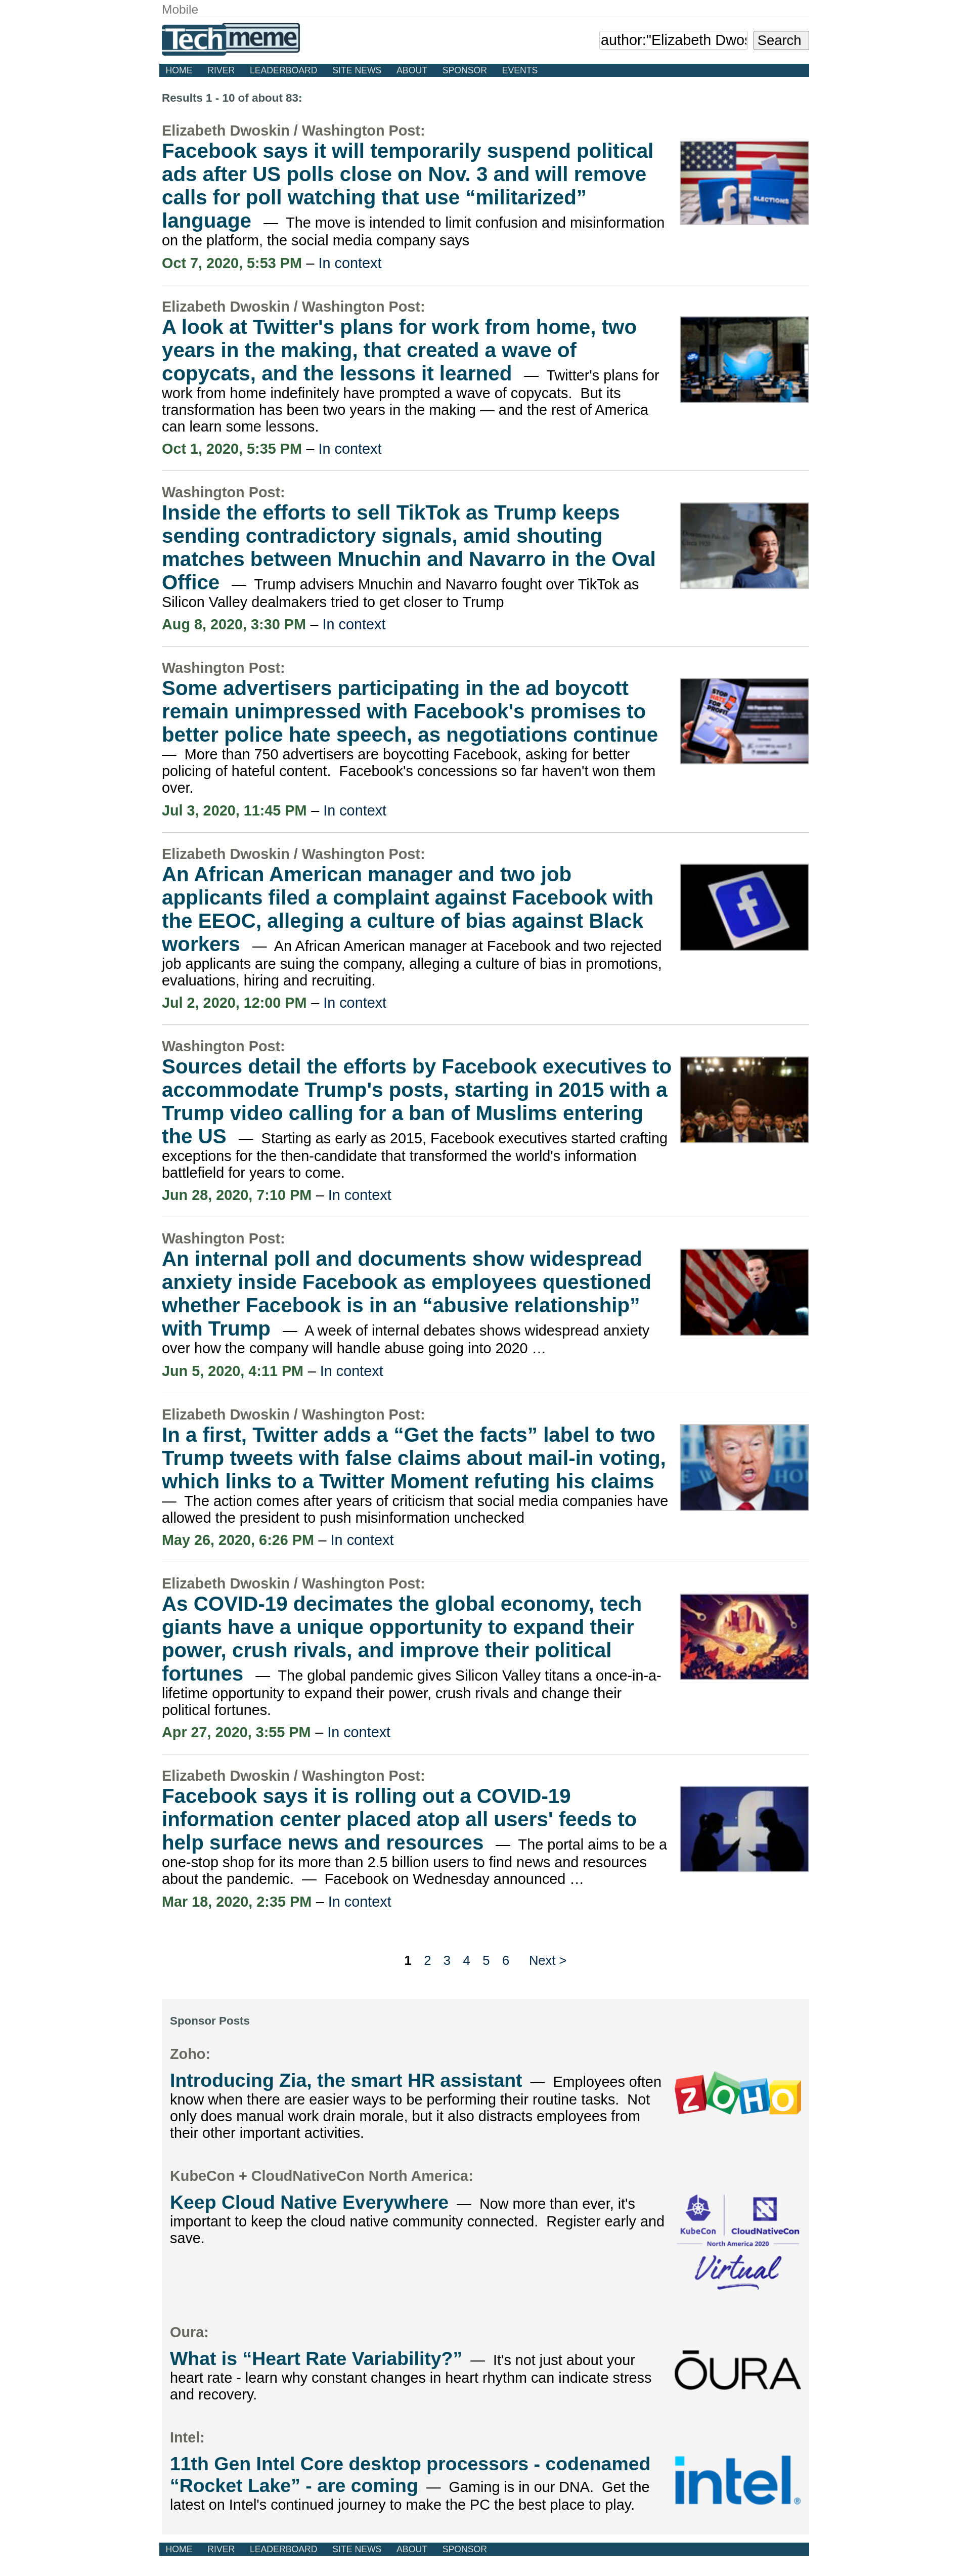 Mobile
Techmeme
author:"Elizabeth Dwos
Search
HOME RIVER LEADERBOARD SITE NEWS ABOUT SPONSOR EVENTS
Results 1 - 10 of about 83:
Elizabeth Dwoskin / Washington Post:
Facebook says it will temporarily suspend political
ads after US polls close on Nov. 3 and will remove
calls for poll watching that use “militarized”
language — The move is intended to limit confusion and misinformation
on the platform, the social media company says
Oct 7, 2020, 5:53 PM – In context
ELECTIONS
Elizabeth Dwoskin / Washington Post:
A look at Twitter's plans for work from home, two
years in the making, that created a wave of
copycats, and the lessons it learned — Twitter's plans for
work from home indefinitely have prompted a wave of copycats. But its
transformation has been two years in the making — and the rest of America
can learn some lessons.
Oct 1, 2020, 5:35 PM – In context
Washington Post:
Inside the efforts to sell TikTok as Trump keeps
sending contradictory signals, amid shouting
matches between Mnuchin and Navarro in the Oval
Office — Trump advisers Mnuchin and Navarro fought over TikTok as
Silicon Valley dealmakers tried to get closer to Trump
Aug 8, 2020, 3:30 PM – In context
Washington Post:
Some advertisers participating in the ad boycott
remain unimpressed with Facebook's promises to
better police hate speech, as negotiations continue
— More than 750 advertisers are boycotting Facebook, asking for better
policing of hateful content. Facebook's concessions so far haven't won them
over.
Jul 3, 2020, 11:45 PM – In context
Elizabeth Dwoskin / Washington Post:
An African American manager and two job
applicants filed a complaint against Facebook with
the EEOC, alleging a culture of bias against Black
workers — An African American manager at Facebook and two rejected
job applicants are suing the company, alleging a culture of bias in promotions,
evaluations, hiring and recruiting.
Jul 2, 2020, 12:00 PM – In context
Washington Post:
Sources detail the efforts by Facebook executives to
accommodate Trump's posts, starting in 2015 with a
Trump video calling for a ban of Muslims entering
the US — Starting as early as 2015, Facebook executives started crafting
exceptions for the then-candidate that transformed the world's information
battlefield for years to come.
Jun 28, 2020, 7:10 PM – In context
Washington Post:
An internal poll and documents show widespread
anxiety inside Facebook as employees questioned
whether Facebook is in an “abusive relationship”
with Trump — A week of internal debates shows widespread anxiety
over how the company will handle abuse going into 2020 …
Jun 5, 2020, 4:11 PM – In context
Elizabeth Dwoskin / Washington Post:
In a first, Twitter adds a “Get the facts” label to two
Trump tweets with false claims about mail-in voting,
which links to a Twitter Moment refuting his claims
— The action comes after years of criticism that social media companies have
allowed the president to push misinformation unchecked
May 26, 2020, 6:26 PM – In context
Elizabeth Dwoskin / Washington Post:
As COVID-19 decimates the global economy, tech
giants have a unique opportunity to expand their
power, crush rivals, and improve their political
fortunes — The global pandemic gives Silicon Valley titans a once-in-a-
lifetime opportunity to expand their power, crush rivals and change their
political fortunes.
Apr 27, 2020, 3:55 PM – In context
Elizabeth Dwoskin / Washington Post:
Facebook says it is rolling out a COVID-19
information center placed atop all users' feeds to
help surface news and resources — The portal aims to be a
one-stop shop for its more than 2.5 billion users to find news and resources
about the pandemic. — Facebook on Wednesday announced …
Mar 18, 2020, 2:35 PM – In context
1 2 3 4 5 6 Next >
Sponsor Posts
Zoho:
Introducing Zia, the smart HR assistant — Employees often
know when there are easier ways to be performing their routine tasks. Not
only does manual work drain morale, but it also distracts employees from
their other important activities.
ZOHO
KubeCon + CloudNativeCon North America:
Keep Cloud Native Everywhere — Now more than ever, it's
important to keep the cloud native community connected. Register early and
save.
KubeCon CloudNativeCon
North America 2020
Virtual
Oura:
What is “Heart Rate Variability?” — It's not just about your
heart rate - learn why constant changes in heart rhythm can indicate stress
and recovery.
ŌURA
Intel:
11th Gen Intel Core desktop processors - codenamed
“Rocket Lake” - are coming — Gaming is in our DNA. Get the
latest on Intel's continued journey to make the PC the best place to play.
intel®
HOME RIVER LEADERBOARD SITE NEWS ABOUT SPONSOR